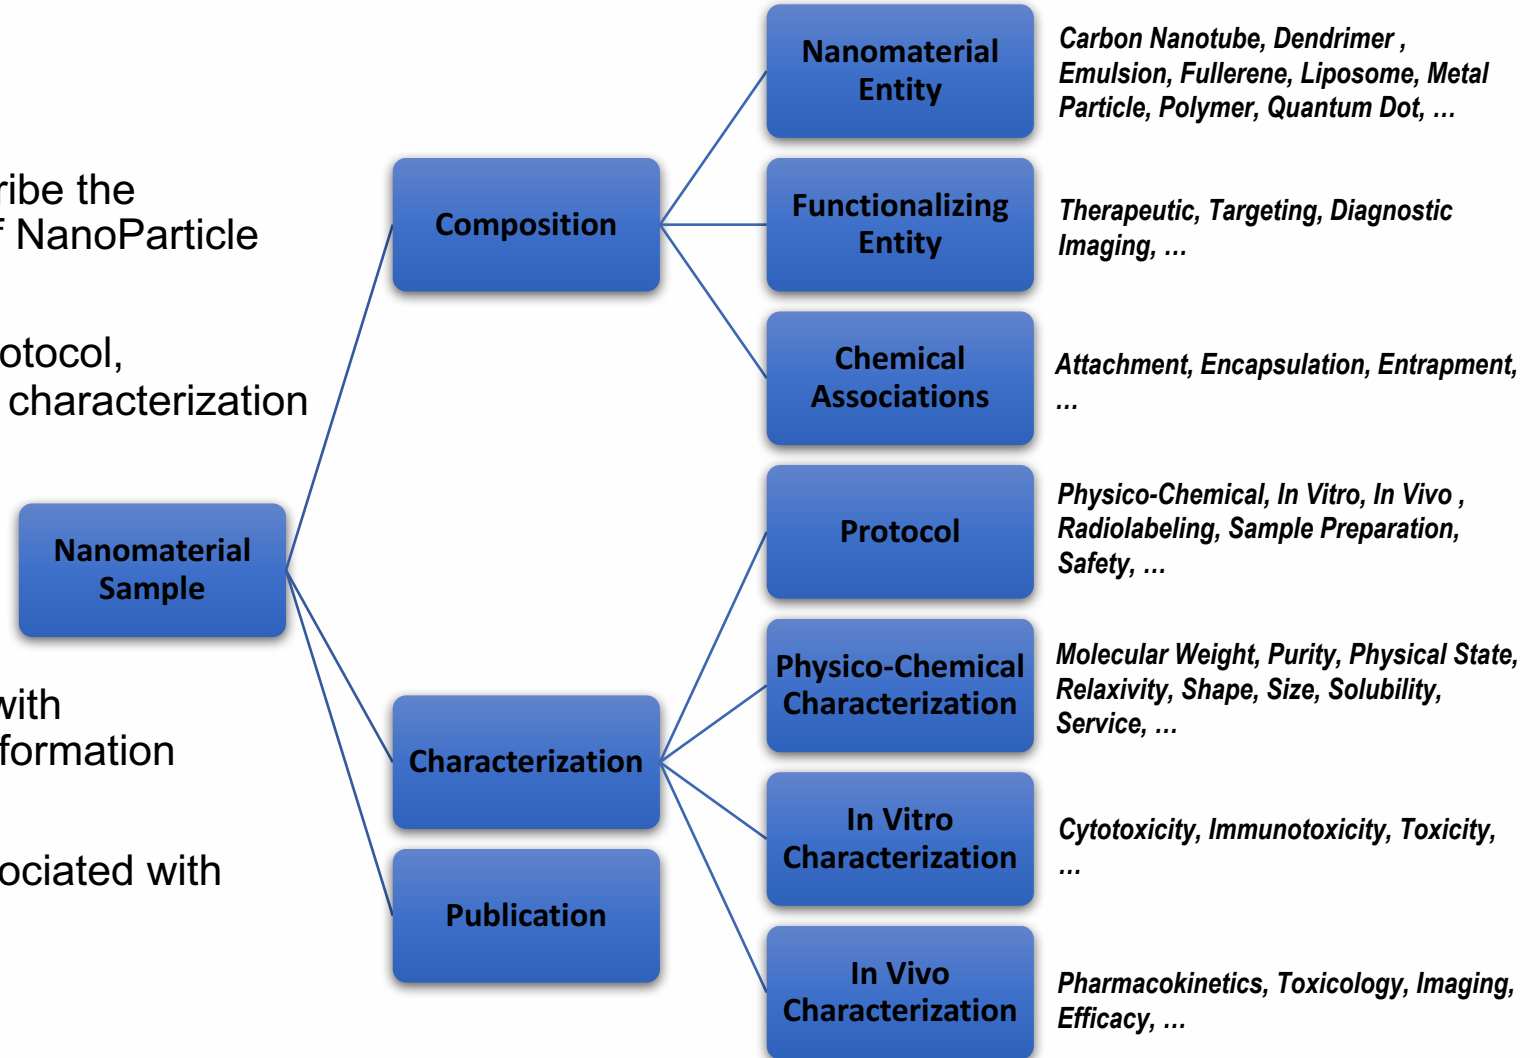 ribe the
f NanoParticle
otocol,
characterization
with
formation
ociated with
Nanomaterial
Sample
Composition
Characterization
Publication
Nanomaterial
Entity
Carbon Nanotube, Dendrimer ,
Emulsion, Fullerene, Liposome, Metal
Particle, Polymer, Quantum Dot, ...
Functionalizing
Entity
Therapeutic, Targeting, Diagnostic
Imaging, ...
Chemical
Associations
Attachment, Encapsulation, Entrapment,
...
Protocol
Physico-Chemical, In Vitro, In Vivo ,
Radiolabeling, Sample Preparation,
Safety, ...
Physico-Chemical
Characterization
Molecular Weight, Purity, Physical State,
Relaxivity, Shape, Size, Solubility,
Service, ...
In Vitro
Characterization
Cytotoxicity, Immunotoxicity, Toxicity,
...
In Vivo
Characterization
Pharmacokinetics, Toxicology, Imaging,
Efficacy, ...